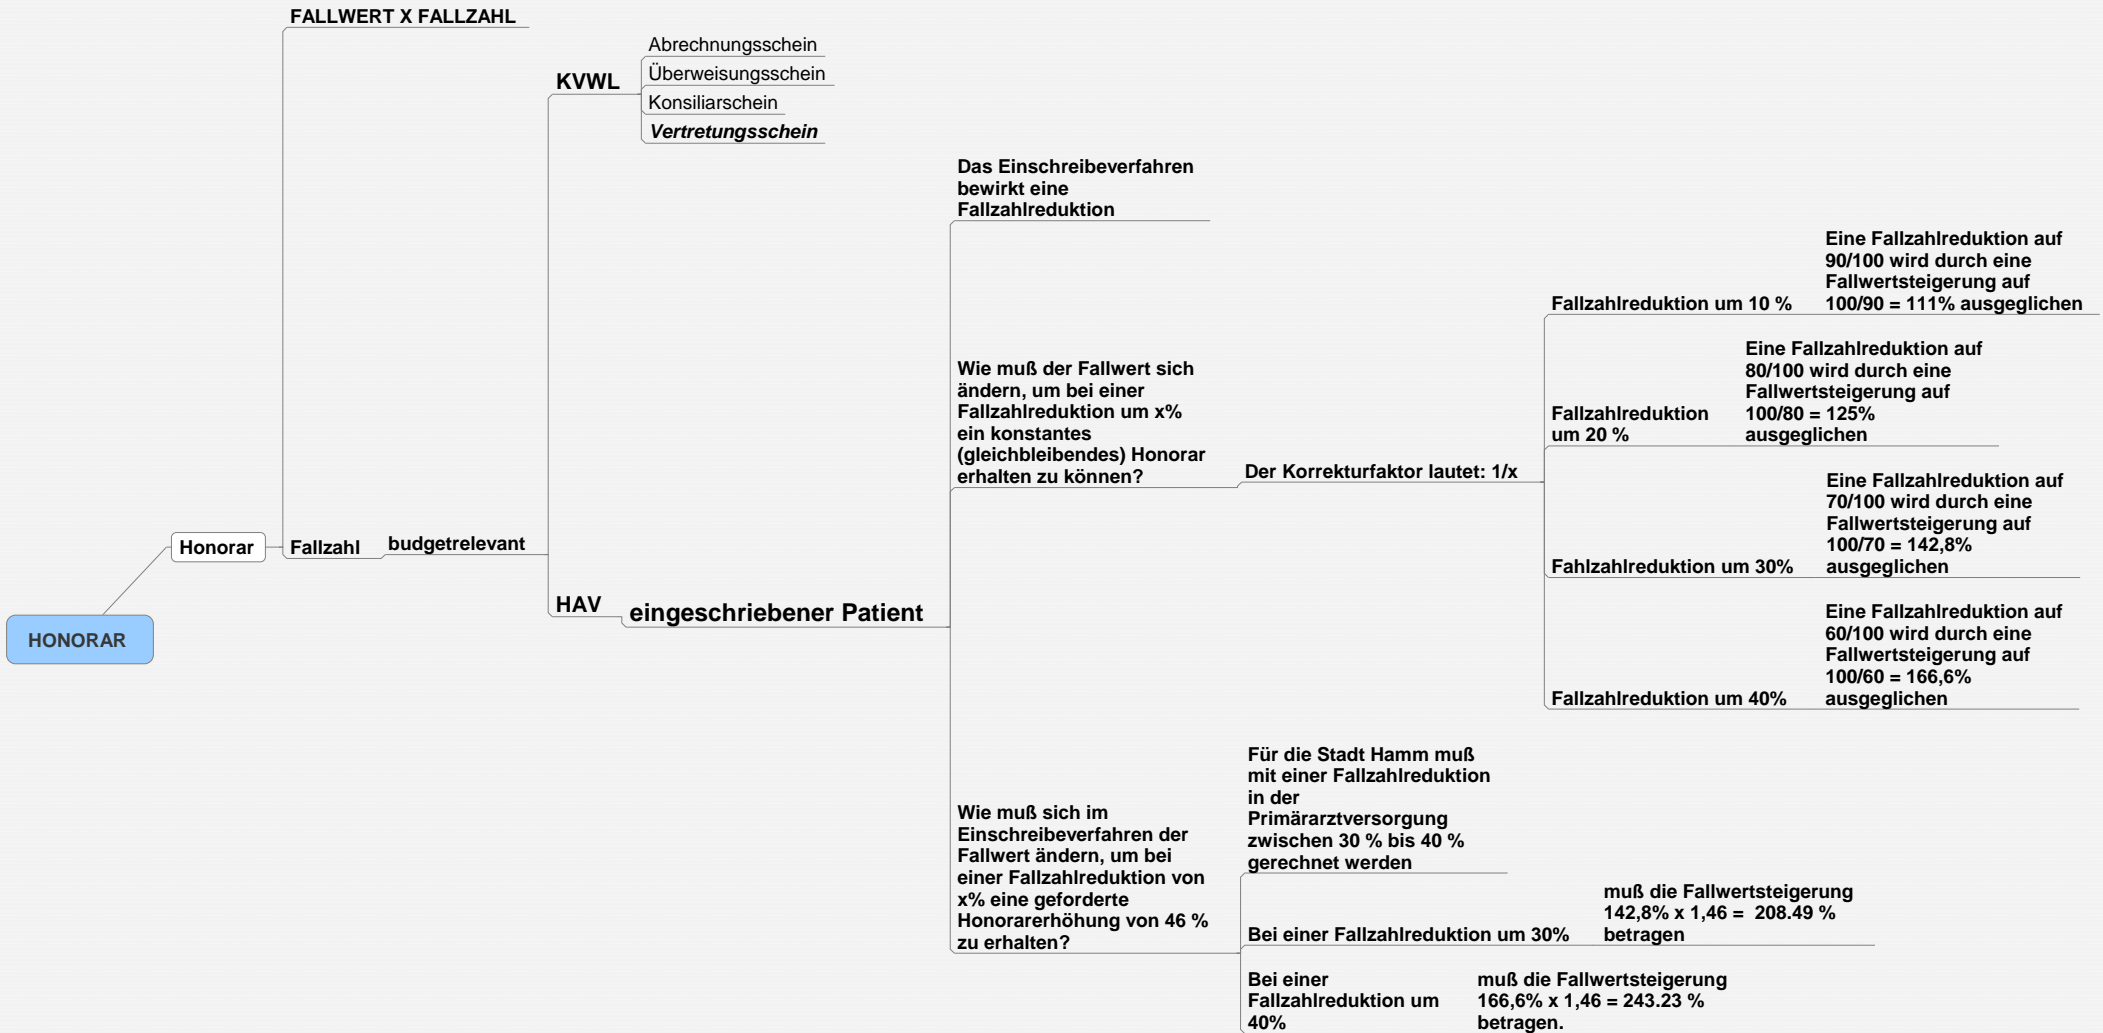 HONORAR
Honorar
FALLWERT X FALLZAHL
Fallzahl
budgetrelevant
KVWL
Abrechnungsschein
Überweisungsschein
Konsiliarschein
Vertretungsschein
HAV
eingeschriebener Patient
Das Einschreibeverfahren
bewirkt eine
Fallzahlreduktion
Wie muß der Fallwert sich
ändern, um bei einer
Fallzahlreduktion um x%
ein konstantes
(gleichbleibendes) Honorar
erhalten zu können?
Der Korrekturfaktor lautet: 1/x
Fallzahlreduktion um 10 %
Eine Fallzahlreduktion auf
90/100 wird durch eine
Fallwertsteigerung auf
100/90 = 111% ausgeglichen
Fallzahlreduktion
um 20 %
Eine Fallzahlreduktion auf
80/100 wird durch eine
Fallwertsteigerung auf
100/80 = 125%
ausgeglichen
Fahlzahlreduktion um 30%
Eine Fallzahlreduktion auf
70/100 wird durch eine
Fallwertsteigerung auf
100/70 = 142,8%
ausgeglichen
Fallzahlreduktion um 40%
Eine Fallzahlreduktion auf
60/100 wird durch eine
Fallwertsteigerung auf
100/60 = 166,6%
ausgeglichen
Wie muß sich im
Einschreibeverfahren der
Fallwert ändern, um bei
einer Fallzahlreduktion von
x% eine geforderte
Honorarerhöhung von 46 %
zu erhalten?
Für die Stadt Hamm muß
mit einer Fallzahlreduktion
in der
Primärarztversorgung
zwischen 30 % bis 40 %
gerechnet werden
Bei einer Fallzahlreduktion um 30%
muß die Fallwertsteigerung
142,8% x 1,46 =  208.49 %
betragen
Bei einer
Fallzahlreduktion um
40%
muß die Fallwertsteigerung
166,6% x 1,46 = 243.23 %
betragen.